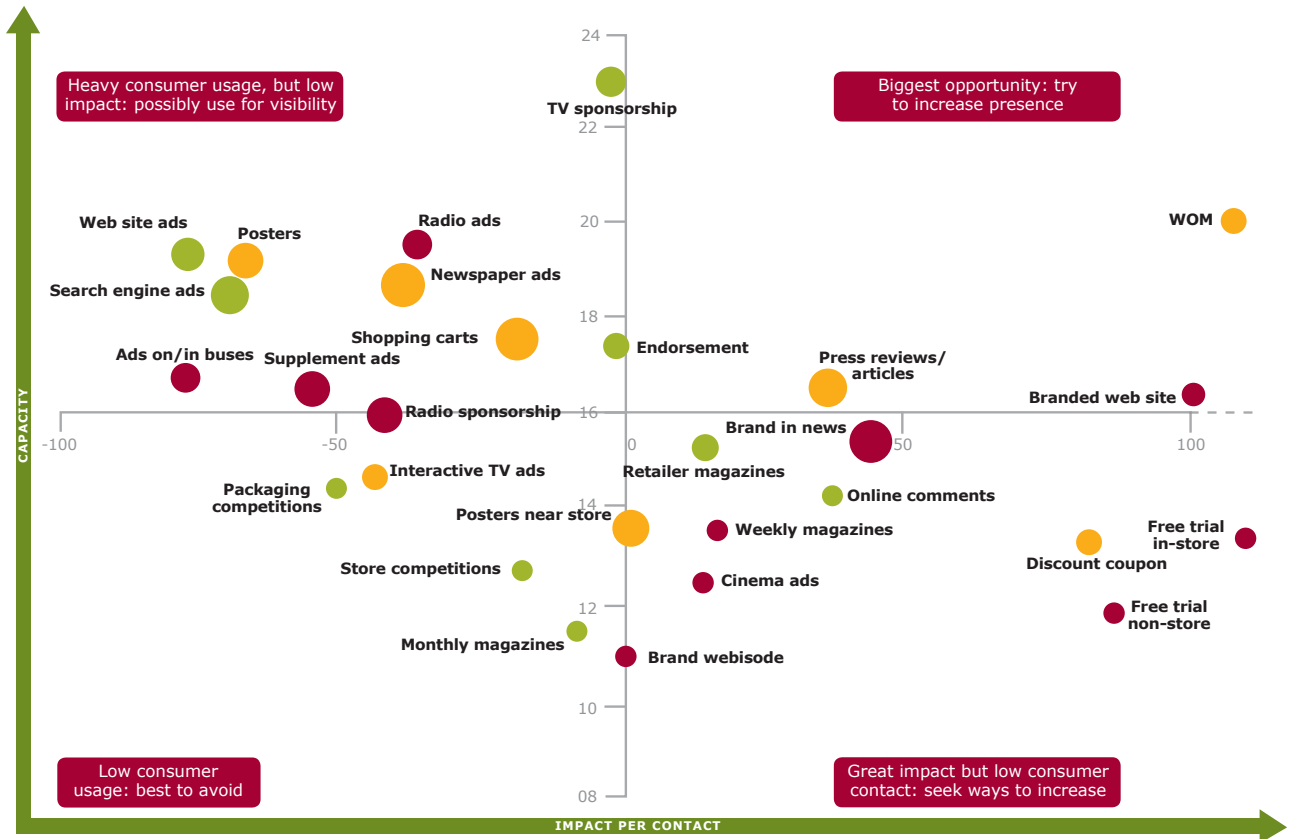 24
Heavy consumer usage, but low
impact: possibly use for visibility
Biggest opportunity: try
to increase presence
TV sponsorship
22
Web site ads
Posters
Radio ads
20
WOM
Newspaper ads
Search engine ads
18
Shopping carts
Endorsement
Ads on/in buses
Supplement ads
Press reviews/
articles
Branded web site
Radio sponsorship
16
Brand in news
CAPACITY
-100
-50
0
50
100
Retailer magazines
Interactive TV ads
Packaging
competitions
Online comments
14
Posters near store
Weekly magazines
Free trial
in-store
Discount coupon
Store competitions
Cinema ads
12
Free trial
non-store
Monthly magazines
Brand webisode
10
Low consumer
usage: best to avoid
Great impact but low consumer
contact: seek ways to increase
08
IMPACT PER CONTACT